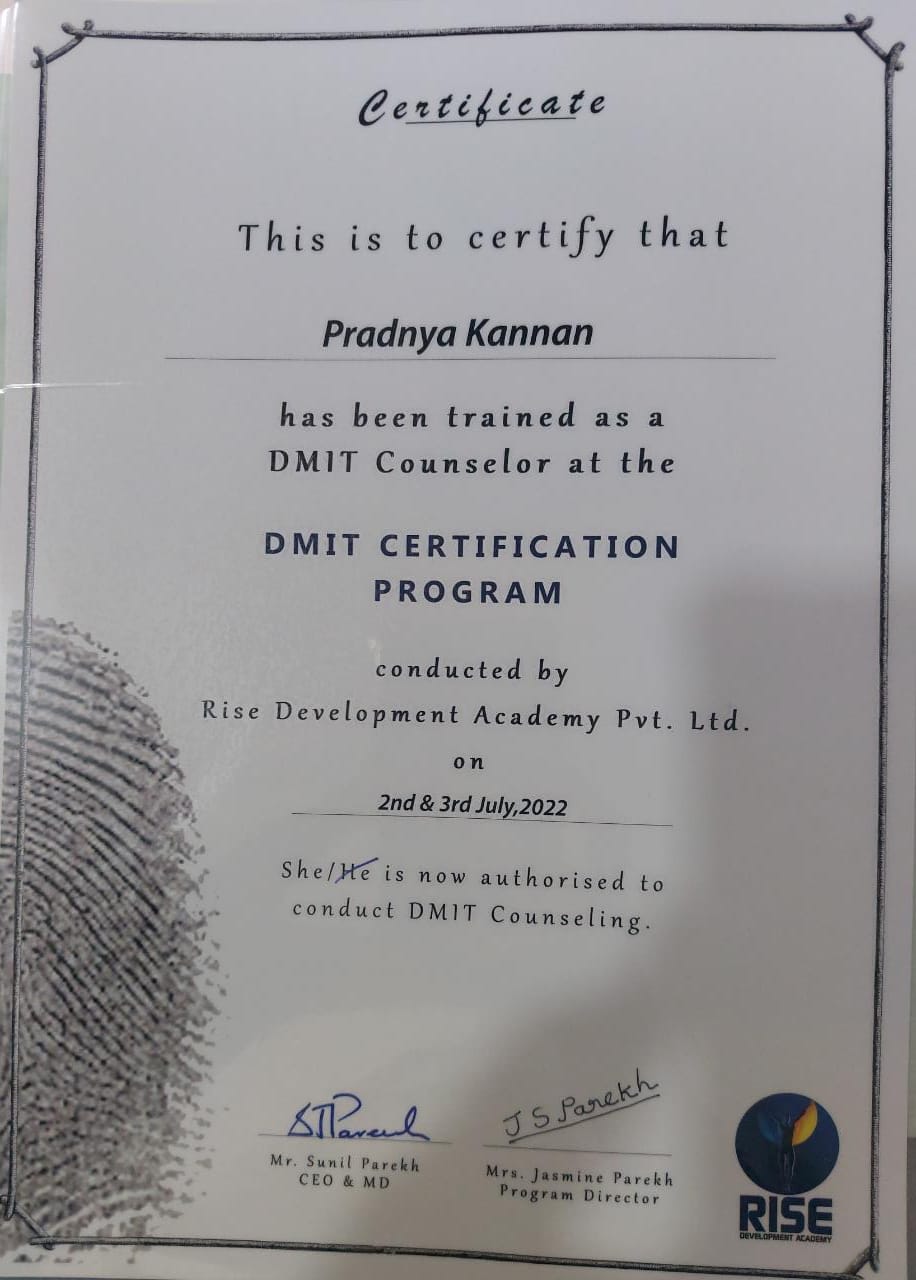 Certificate
This is to certify that
Pradnya Kannan
has been trained as a
DMIT Counselor at the
DMIT CERTIFICATION
PROGRAM
conducted by
Rise Development Academy Pvt. Ltd.
on
2nd & 3rd July,2022
She/He is now authorised to
conduct DMIT Counseling.
J S Parekh
Mr. Sunil Parekh
CEO & MD
Mrs. Jasmine Parekh
Program Director
RISE
DEVELOPMENT ACADEMY